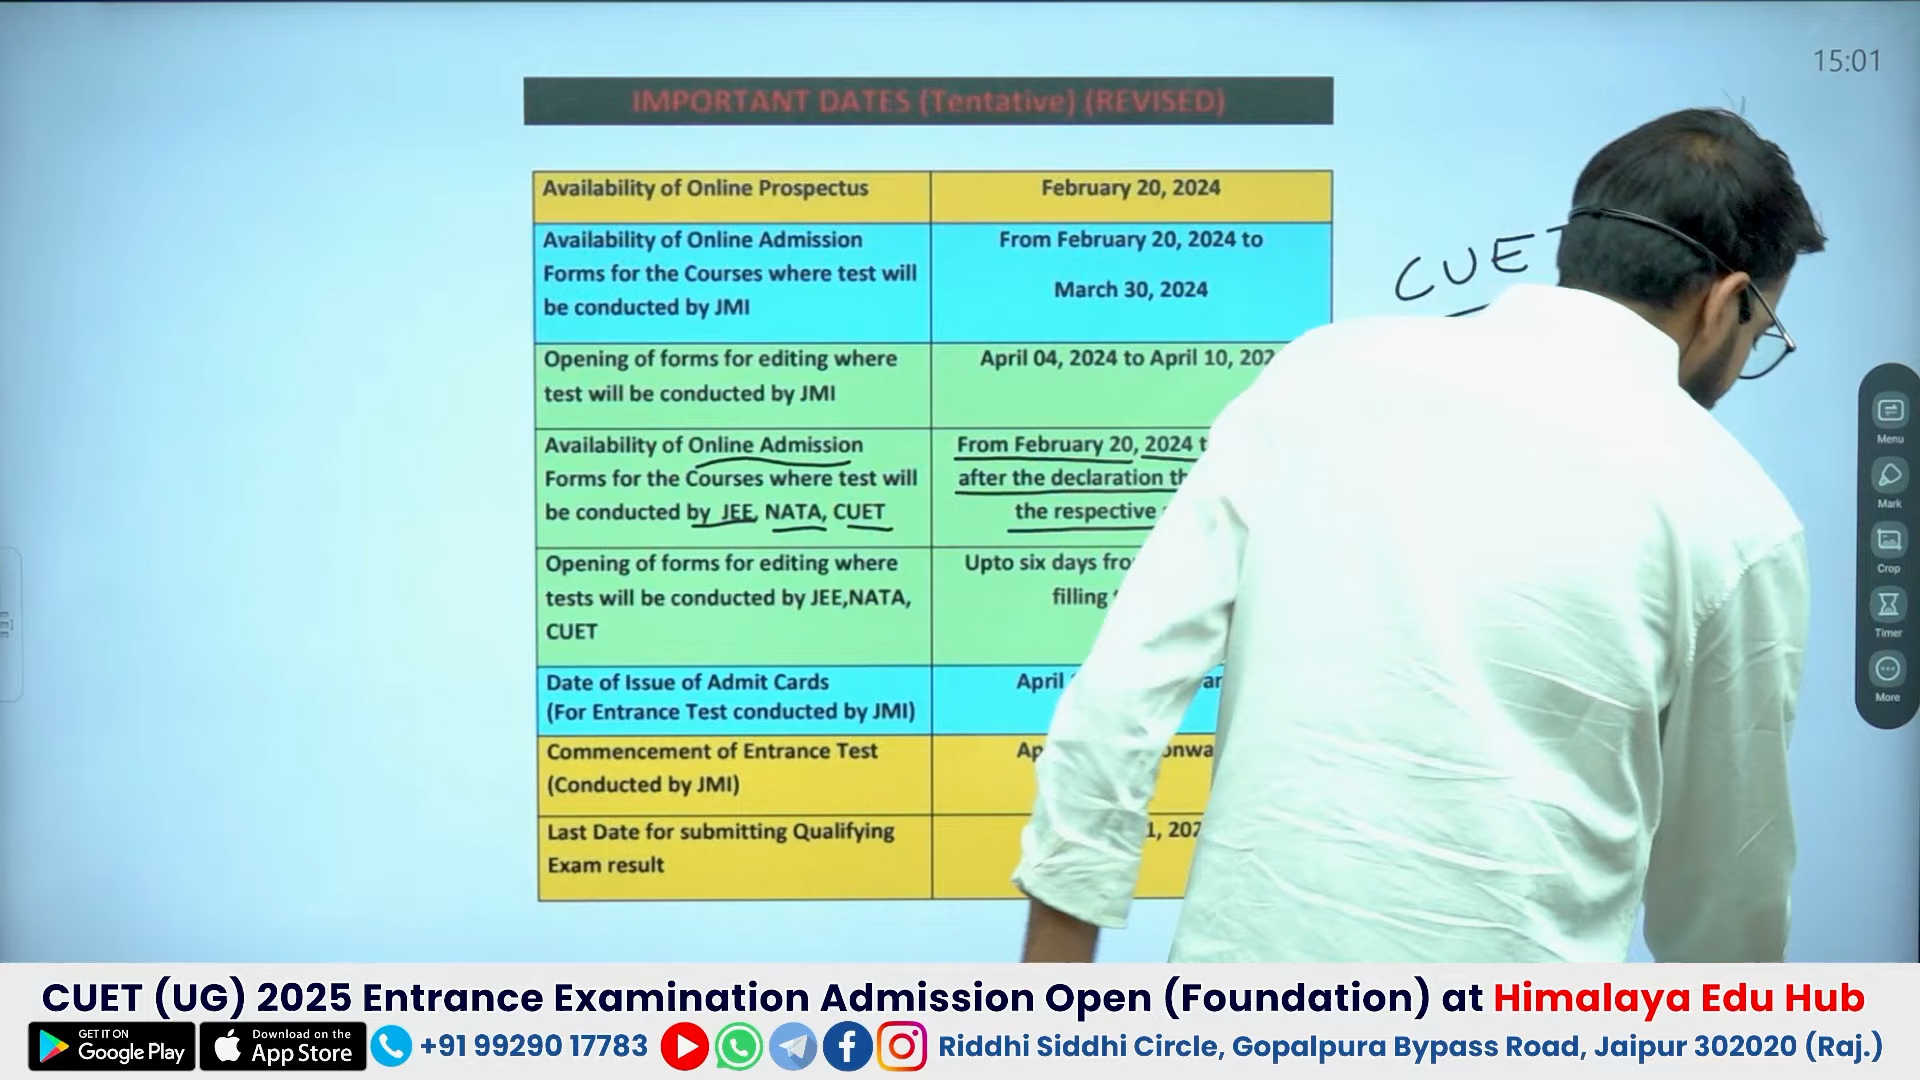 15:01
IMPORTANT DATES (Tentative) (REVISED)
Availability of Online Prospectus
February 20, 2024
Availability of Online Admission
Forms for the Courses where test will
be conducted by JMI
From February 20, 2024 to
March 30, 2024
Opening of forms for editing where
test will be conducted by JMI
April 04, 2024 to April 10, 202
Availability of Online Admission
Forms for the Courses where test will
be conducted by JEE, NATA, CUET
From February 20, 2024 t
after the declaration th
the respective
Opening of forms for editing where
tests will be conducted by JEE,NATA,
CUET
Upto six days fro
filling
Date of Issue of Admit Cards
(For Entrance Test conducted by JMI)
April
Commencement of Entrance Test
(Conducted by JMI)
Ap onwa
Last Date for submitting Qualifying
Exam result
1, 202
CUET
Menu
Mark
Crop
Timer
More
CUET (UG) 2025 Entrance Examination Admission Open (Foundation) at Himalaya Edu Hub
GET IT ON
Google Play
Download on the
App Store
+91 99290 17783
Riddhi Siddhi Circle, Gopalpura Bypass Road, Jaipur 302020 (Raj.)